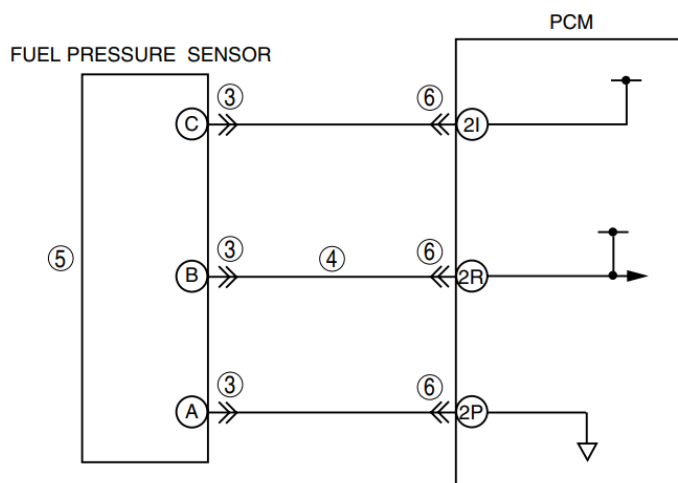 PCM
FUEL PRESSURE SENSOR
③ ⑥
C 2I
③ ④ ⑥
⑤ B 2R
③ ⑥
A 2P